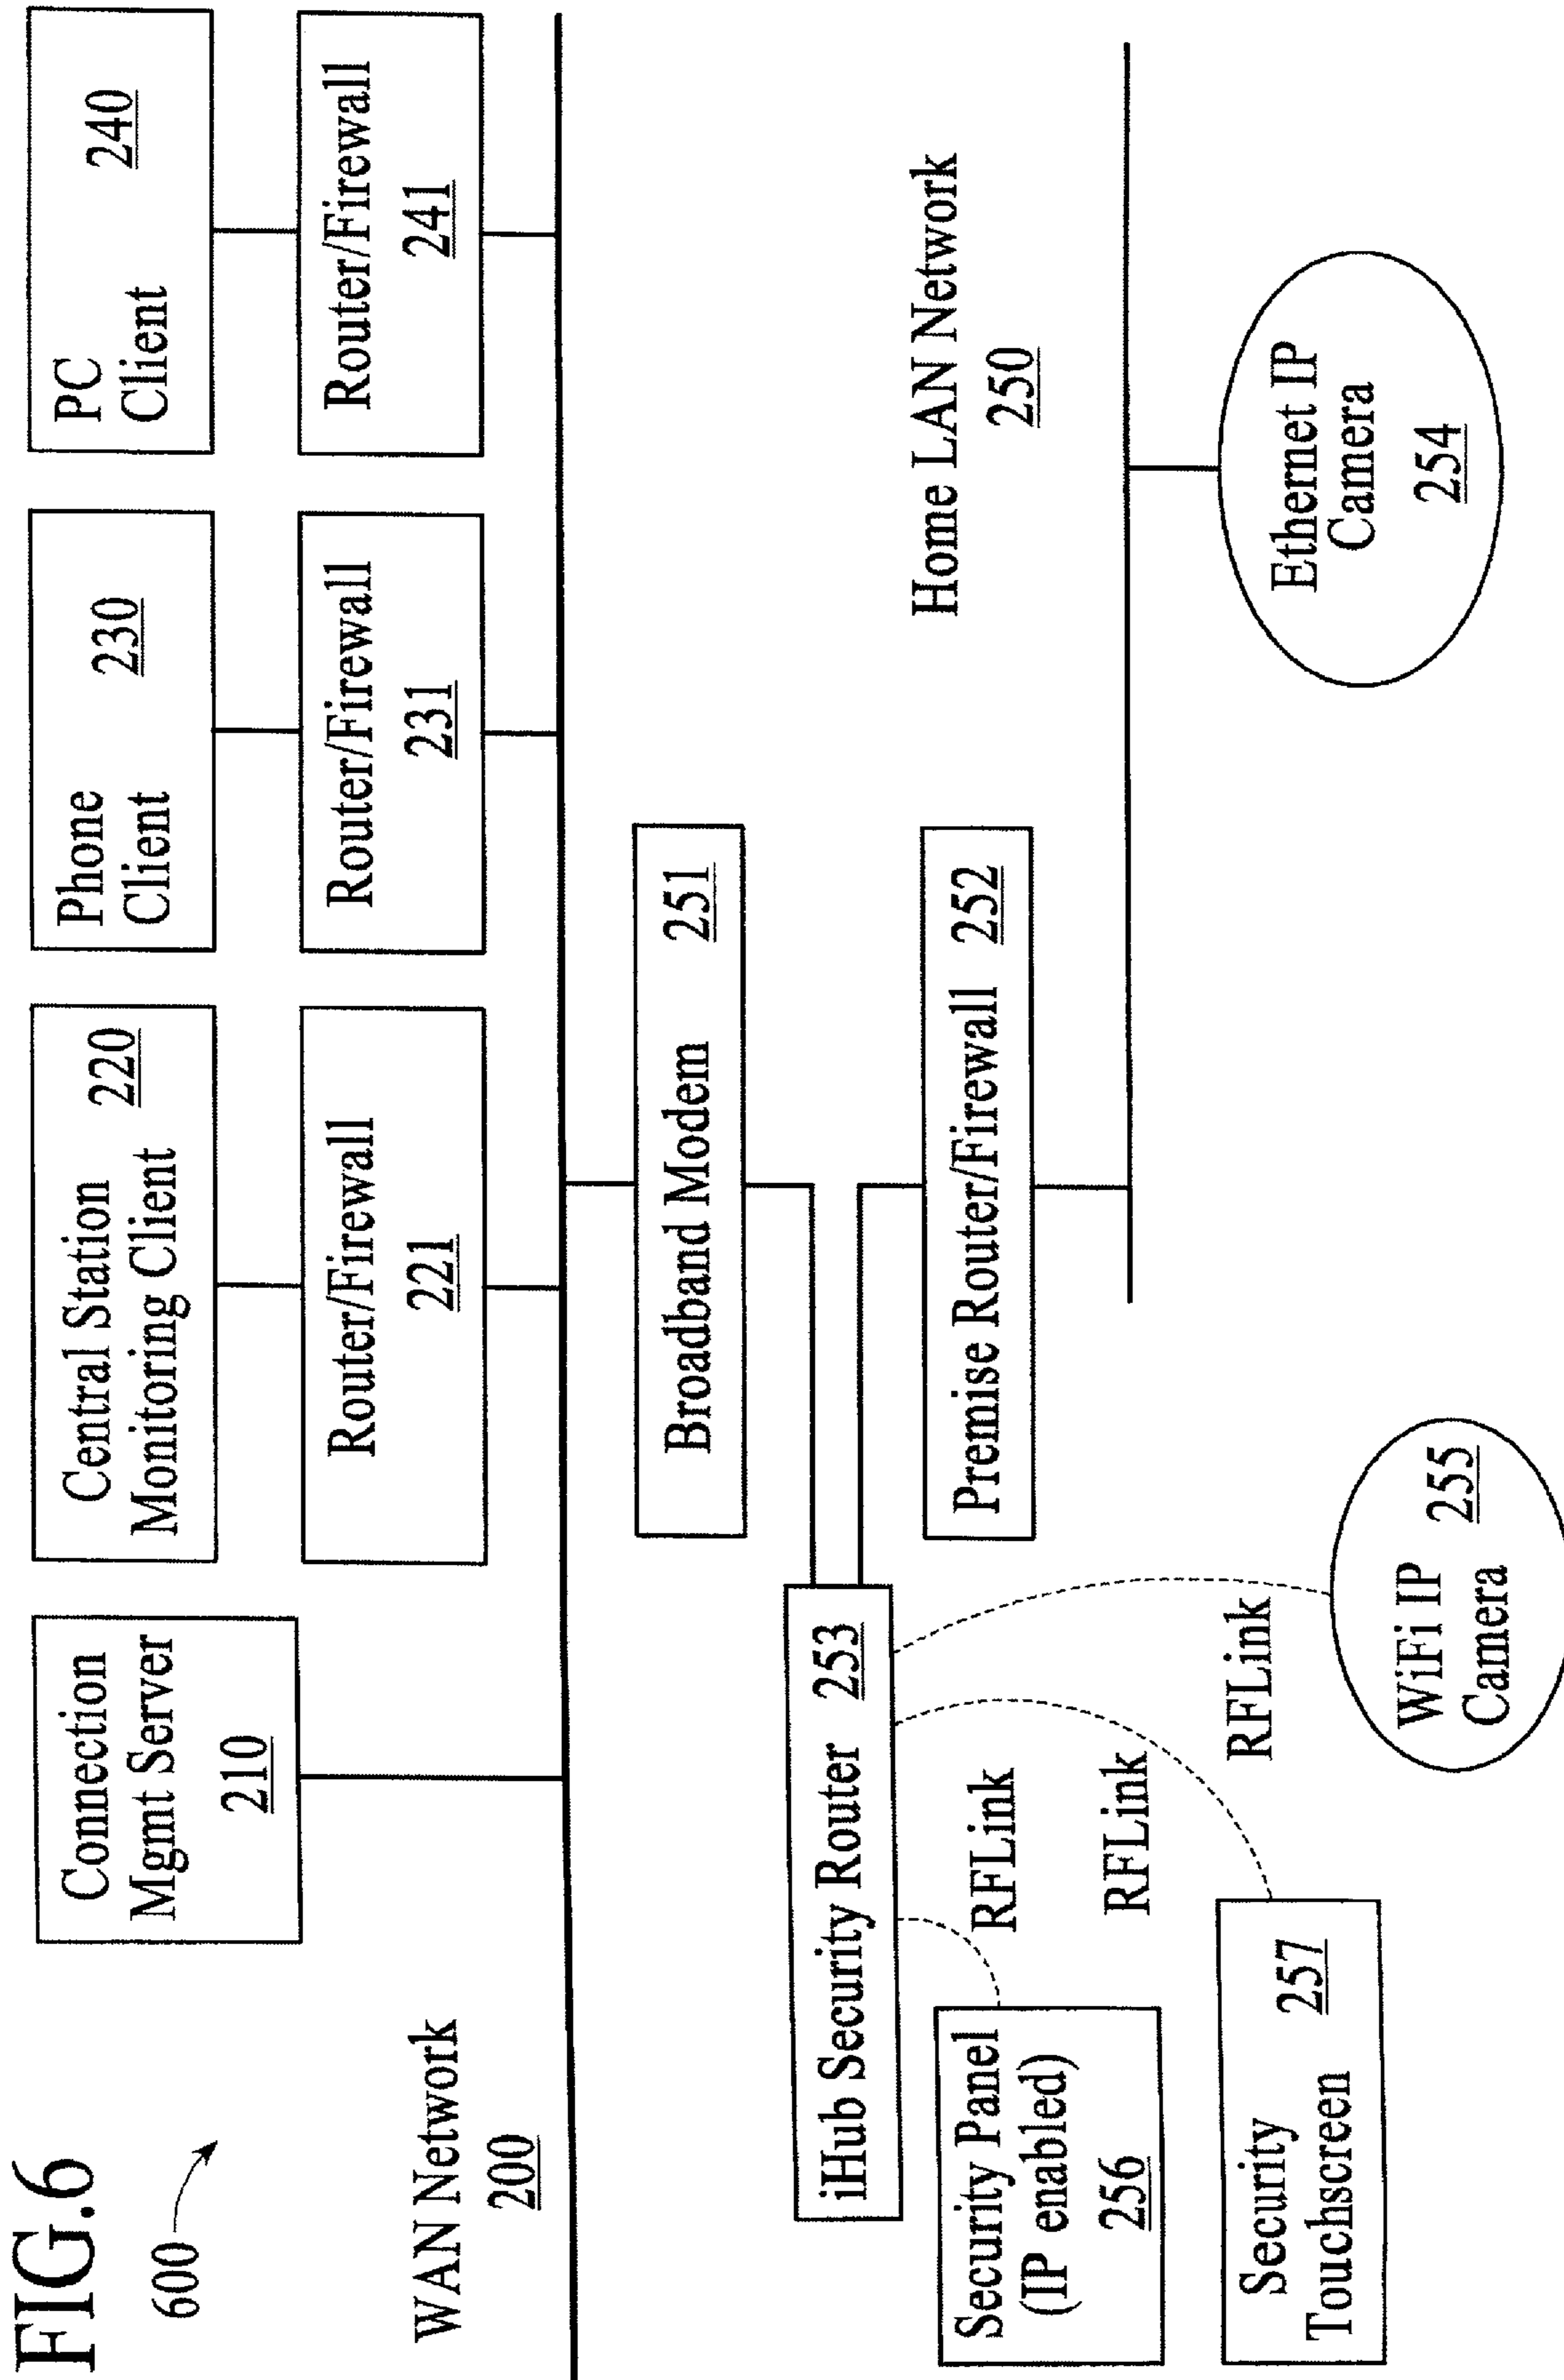 FIG.6
600
Connection
Mgmt Server
210
Central Station
Monitoring Client
220
Phone
Client
230
PC
Client
240
Router/Firewall
221
Router/Firewall
231
Router/Firewall
241
WAN Network
200
Broadband Modem 251
iHub Security Router 253
Premise Router/Firewall 252
Home LAN Network
250
Security Panel
(IP enabled)
256
RFLink
RFLink
RFLink
Security
Touchscreen
257
WiFi IP
Camera
255
Ethernet IP
Camera
254